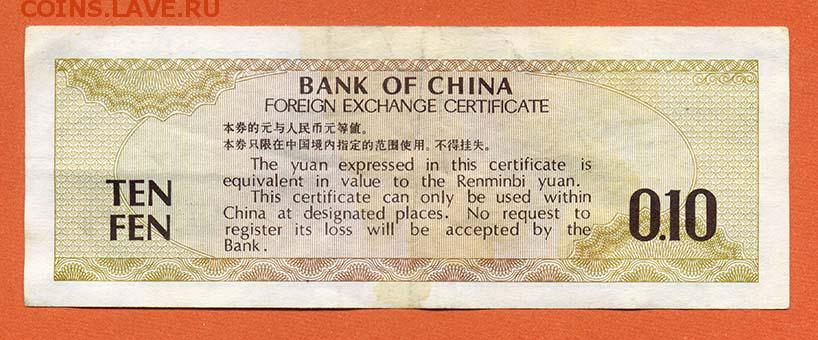 COINS.LAVE.RU
BANK OF CHINA
FOREIGN EXCHANGE CERTIFICATE
本券的元与人民币元等值。
本券只限在中国境内指定的范围使用。不得挂失。
The yuan expressed in this certificate is
equivalent in value to the Renminbi yuan.
This certificate can only be used within
China at designated places. No request to
register its loss will be accepted by the
Bank.
TEN
FEN
0.10